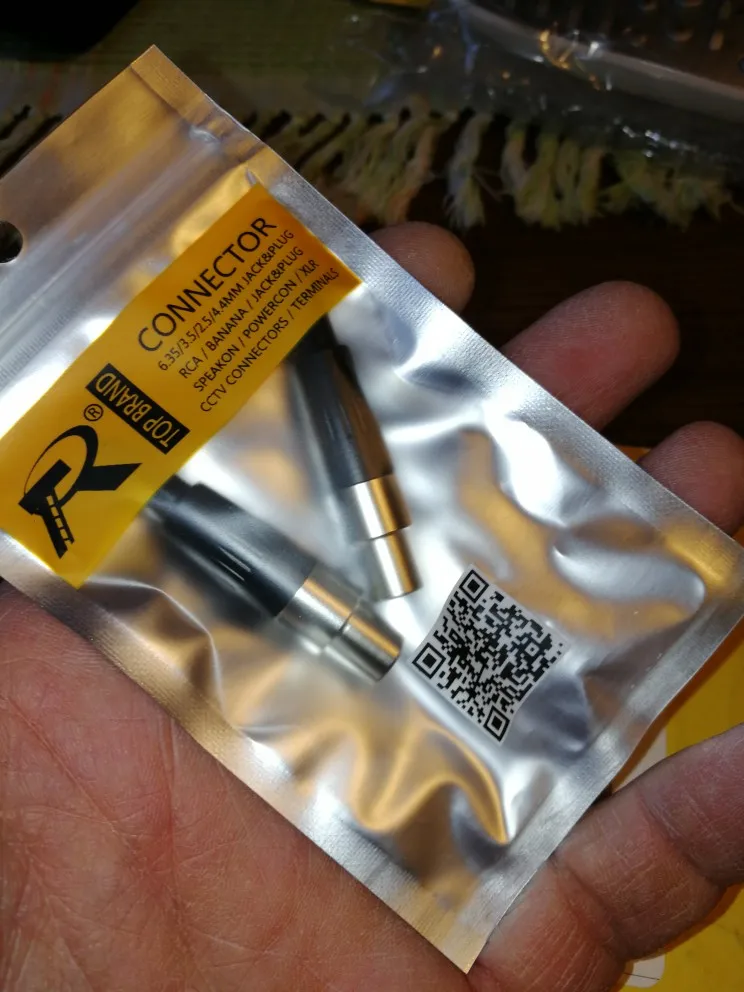 CONNECTOR
6.35/3.5/2.5/4.4MM JACK&PLUG
RCA / BANANA / JACK&PLUG
SPEAKON / POWERCON / XLR
CCTV CONNECTORS / TERMINALS
R®
TOP BRAND